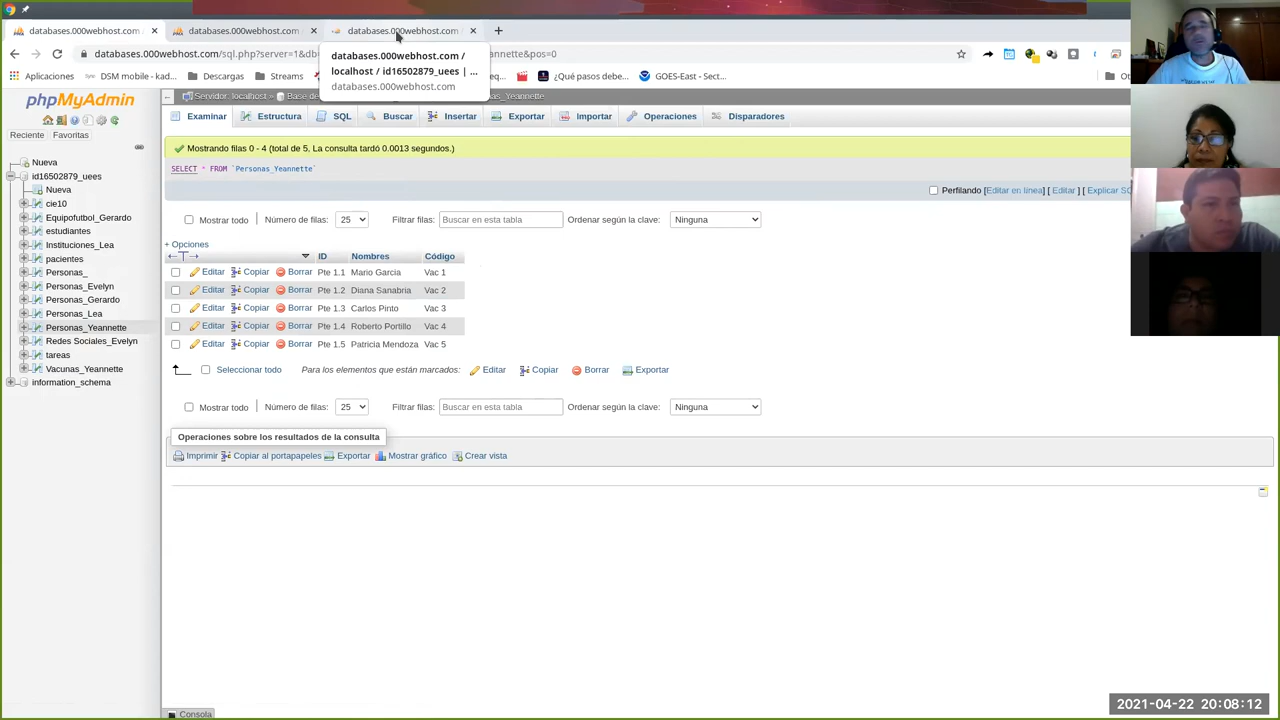 databases.000webhost.com
databases.000webhost.com
databases.000webhost.com
databases.000webhost.com/sql.php?server=1&db
annette&pos=0
databases.000webhost.com /
localhost / id16502879_uees | ...
databases.000webhost.com
Aplicaciones
DSM mobile - kad...
Descargas
Streams
¿Qué pasos debe...
GOES-East - Sect...
Ot
phpMyAdmin
Reciente
Favoritas
Nueva
id16502879_uees
Nueva
cie10
Equipofutbol_Gerardo
estudiantes
Instituciones_Lea
pacientes
Personas_
Personas_Evelyn
Personas_Gerardo
Personas_Lea
Personas_Yeannette
Redes Sociales_Evelyn
tareas
Vacunas_Yeannette
information_schema
Servidor: localhost » Base de
as_Yeannette
Examinar
Estructura
SQL
Buscar
Insertar
Exportar
Importar
Operaciones
Disparadores
Mostrando filas 0 - 4 (total de 5, La consulta tardó 0.0013 segundos.)
SELECT * FROM `Personas_Yeannette`
Perfilando [Editar en línea] [ Editar ] [ Explicar SQ
Mostrar todo
Número de filas:
25
Filtrar filas:
Buscar en esta tabla
Ordenar según la clave:
Ninguna
+ Opciones
←T→
ID
Nombres
Código
Editar Copiar Borrar Pte 1.1 Mario Garcia Vac 1
Editar Copiar Borrar Pte 1.2 Diana Sanabria Vac 2
Editar Copiar Borrar Pte 1.3 Carlos Pinto Vac 3
Editar Copiar Borrar Pte 1.4 Roberto Portillo Vac 4
Editar Copiar Borrar Pte 1.5 Patricia Mendoza Vac 5
Seleccionar todo
Para los elementos que están marcados:
Editar
Copiar
Borrar
Exportar
Mostrar todo
Número de filas:
25
Filtrar filas:
Buscar en esta tabla
Ordenar según la clave:
Ninguna
Operaciones sobre los resultados de la consulta
Imprimir
Copiar al portapapeles
Exportar
Mostrar gráfico
Crear vista
Consola
2021-04-22 20:08:12